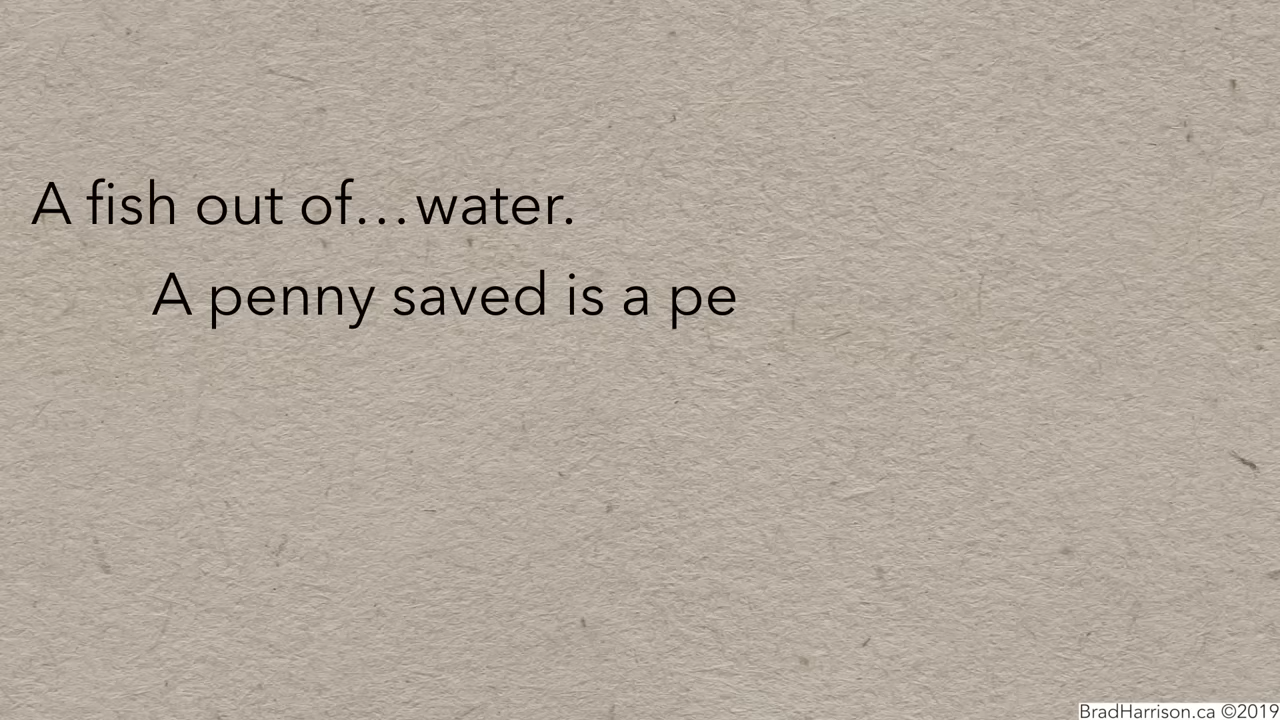 A fish out of…water.
A penny saved is a pe
BradHarrison.ca ©2019